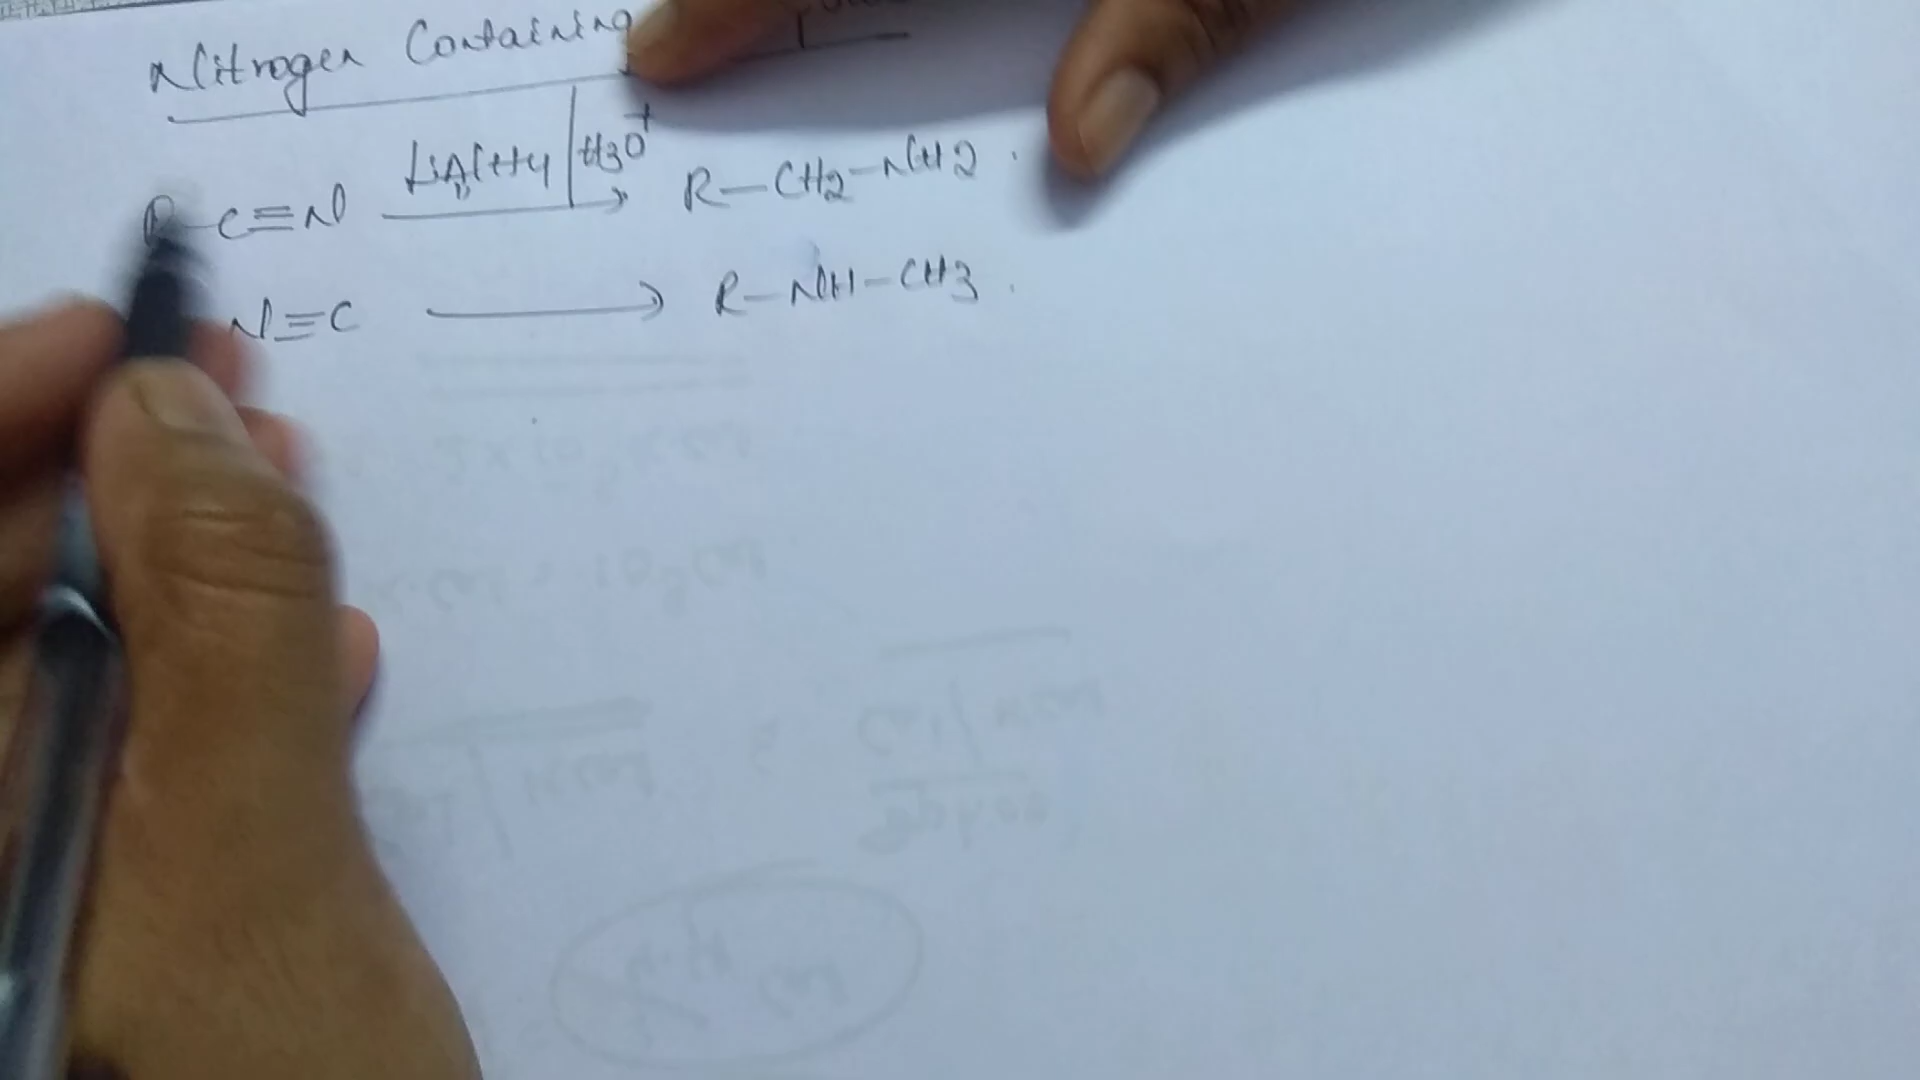 Nitrogen Containing
LiAlH4 | H3O+
R-C≡N → R-CH2-NH2
N≡C → R-NH-CH3